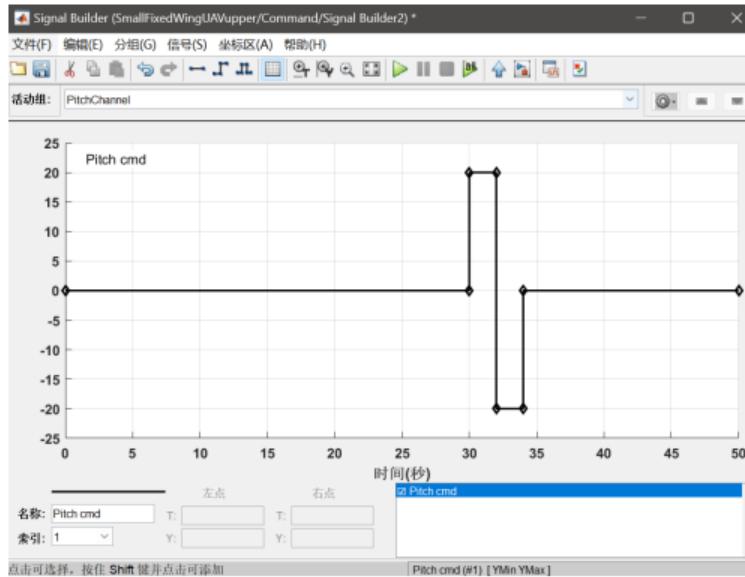 Signal Builder (SmallFixedWingUAVupper/Command/Signal Builder2) *
文件(F) 编辑(E) 分组(G) 信号(S) 坐标区(A) 帮助(H)
活动组: PitchChannel
Pitch cmd
25
20
15
10
5
0
-5
-10
-15
-20
-25
0 5 10 15 20 25 30 35 40 45 50
时间(秒)
左点 右点
Pitch cmd
名称: Pitch cmd T: T:
索引: 1 Y: Y:
点击可选择，按住 Shift 键并点击可添加
Pitch cmd (#1) [ YMin YMax ]